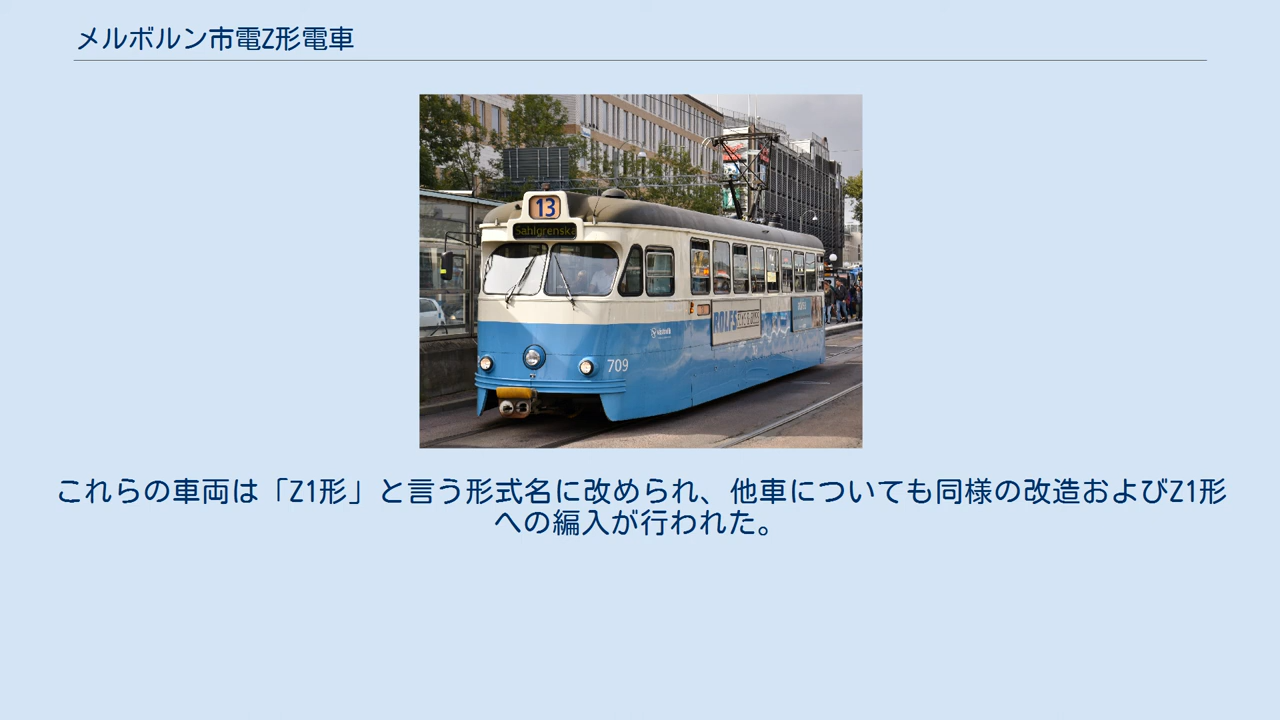 メルボルン市電Z形電車
13
Sahlgrenska
709
ROLFS
これらの車両は「Z1形」と言う形式名に改められ、他車についても同様の改造およびZ1形
への編入が行われた。